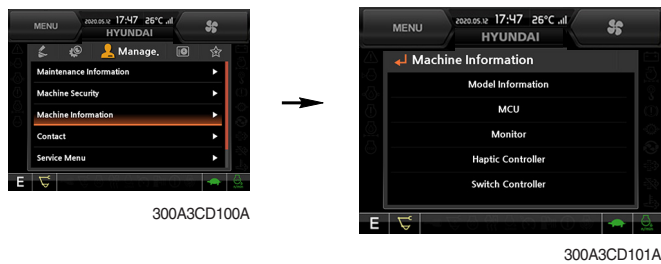 MENU
2020.05.12 17:47 26°C
HYUNDAI
Manage.
Maintenance Information
Machine Security
Machine Information
Contact
Service Menu
E
300A3CD100A
MENU
2020.05.12 17:47 26°C
HYUNDAI
Machine Information
Model Information
MCU
Monitor
Haptic Controller
Switch Controller
E
300A3CD101A